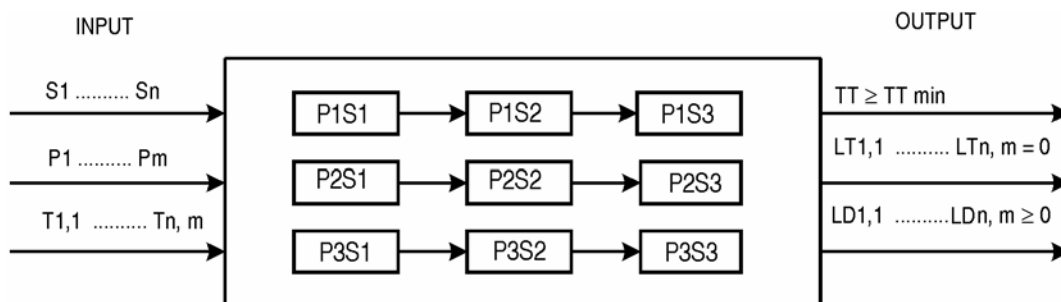 INPUT
OUTPUT
S1 .......... Sn
P1 .......... Pm
T1,1 .......... Tn, m
P1S1
P1S2
P1S3
P2S1
P2S2
P2S3
P3S1
P3S2
P3S3
TT ≥ TT min
LT1,1 .......... LTn, m = 0
LD1,1 ..........LDn, m ≥ 0